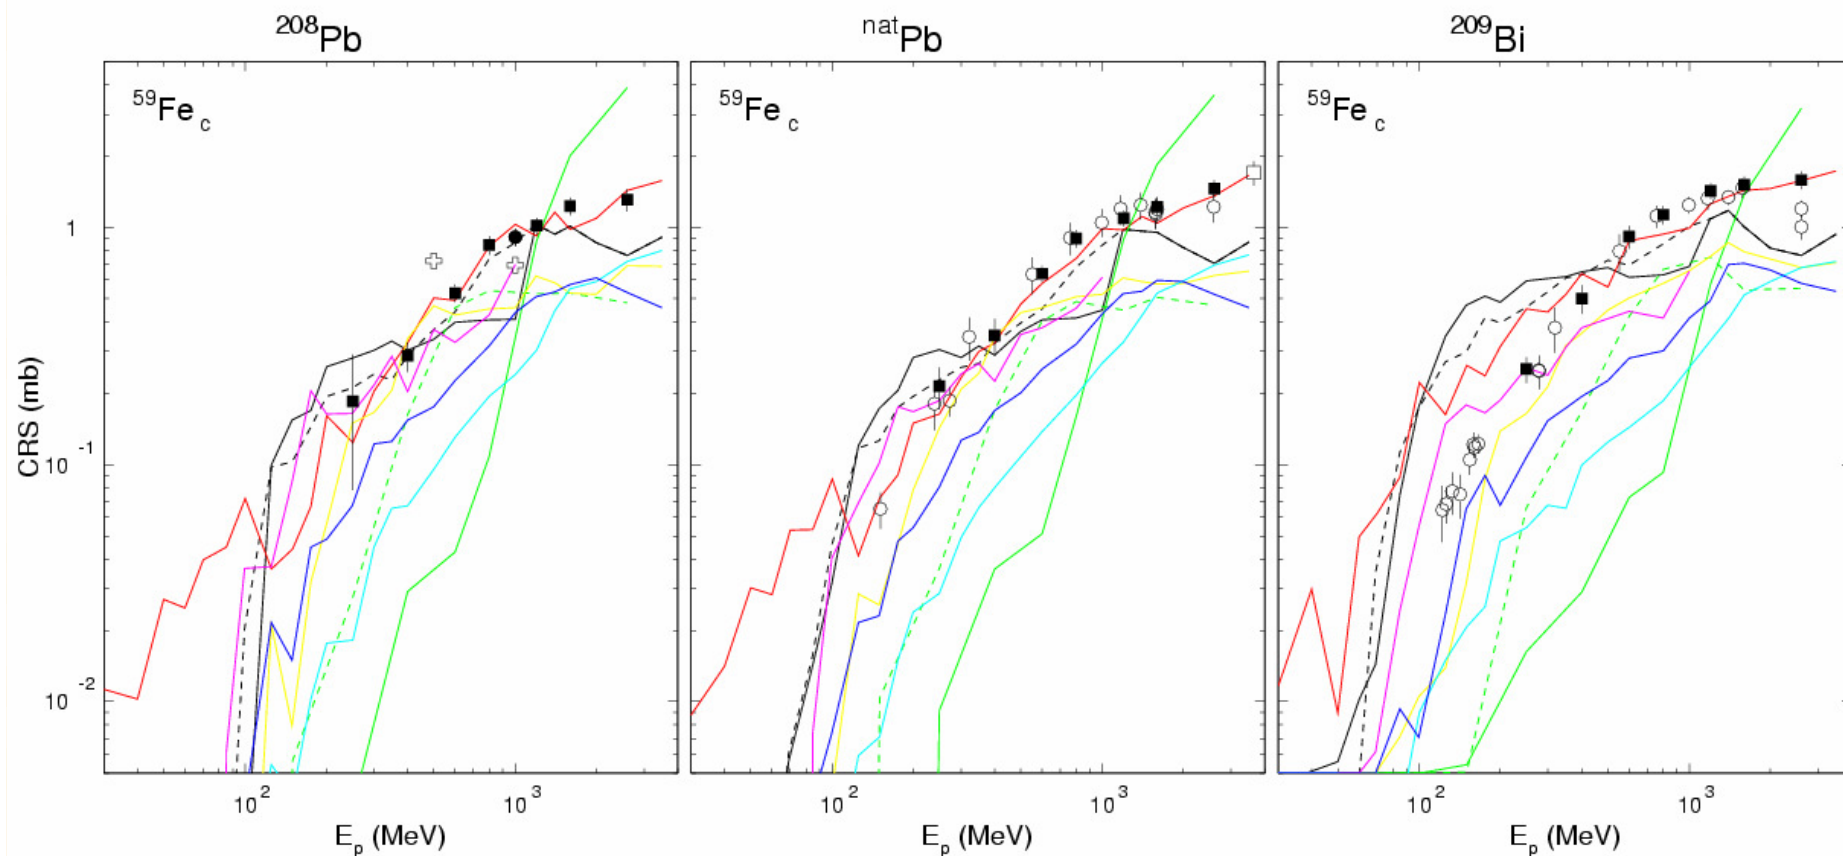 ²⁰⁸Pb
ⁿᵃᵗPb
²⁰⁹Bi
⁵⁹Fe c
⁵⁹Fe c
⁵⁹Fe c
CRS (mb)
1
10⁻¹
10⁻²
10² 10³
10² 10³
10² 10³
Eₚ (MeV)
Eₚ (MeV)
Eₚ (MeV)